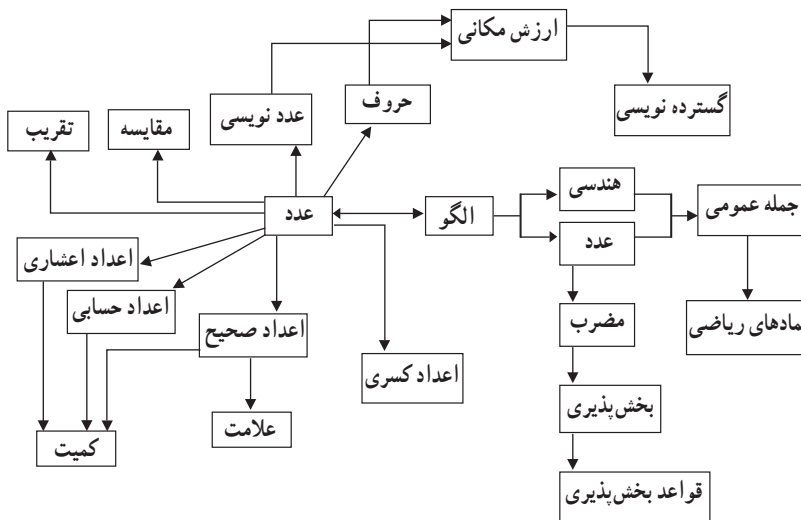 ارزش مکانی
گسترده نویسی
حروف
عدد نویسی
مقایسه
تقریب
هندسی
جمله عمومی
الگو
عدد
عدد
اعداد اعشاری
اعداد حسابی
اعداد صحیح
مضرب
مادهای ریاضی
اعداد کسری
بخش‌پذیری
علامت
کمیت
قواعد بخش‌پذیری